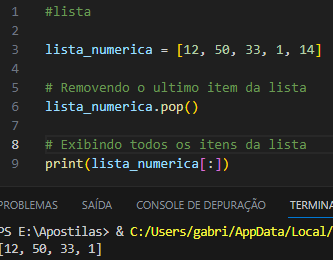 1 #lista
2
3 lista_numerica = [12, 50, 33, 1, 14]
4
5 # Removendo o ultimo item da lista
6 lista_numerica.pop()
7
8 # Exibindo todos os itens da lista
9 print(lista_numerica[:])
PROBLEMAS SAÍDA CONSOLE DE DEPURAÇÃO TERMINA
PS E:\Apostilas> & C:/Users/gabri/AppData/Local/
[12, 50, 33, 1]